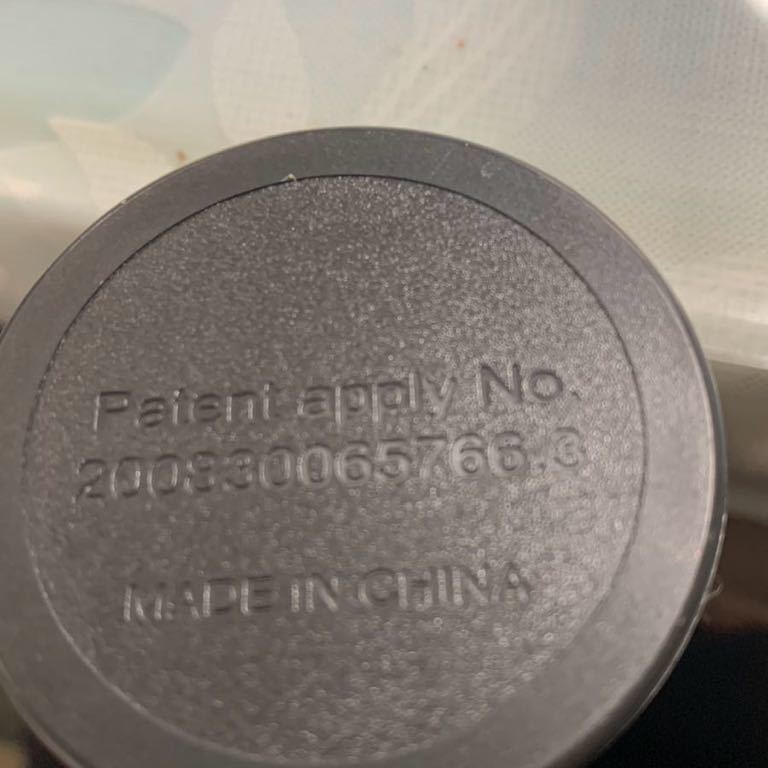 Patent apply No.
200830065766.3
MADE IN CHINA